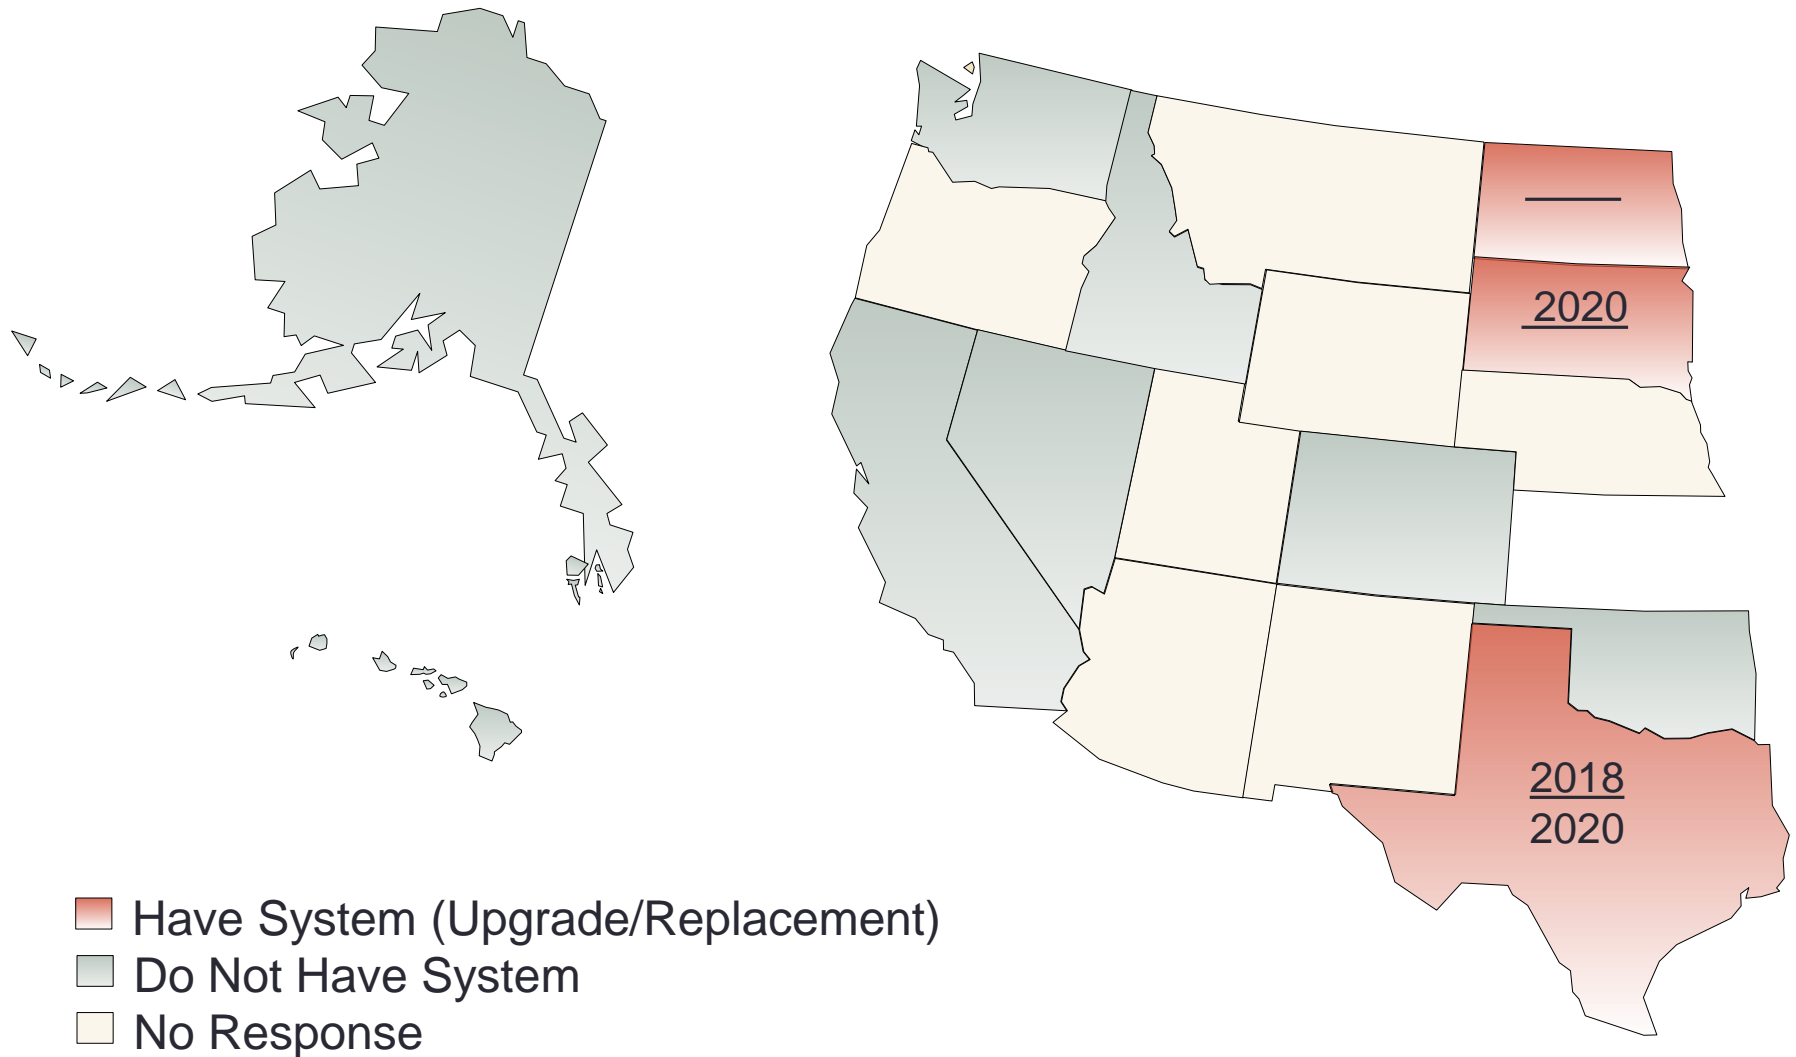 2020
2018
2020
Have System (Upgrade/Replacement)
Do Not Have System
No Response